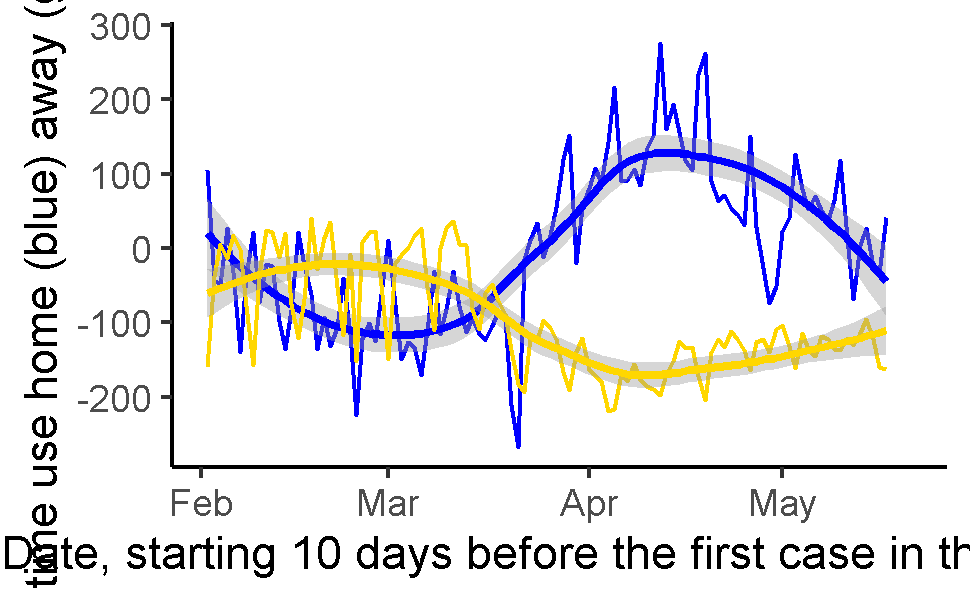 time use home (blue) away (
300
200
100
0
-100
-200
Feb Mar Apr May
Date, starting 10 days before the first case in th